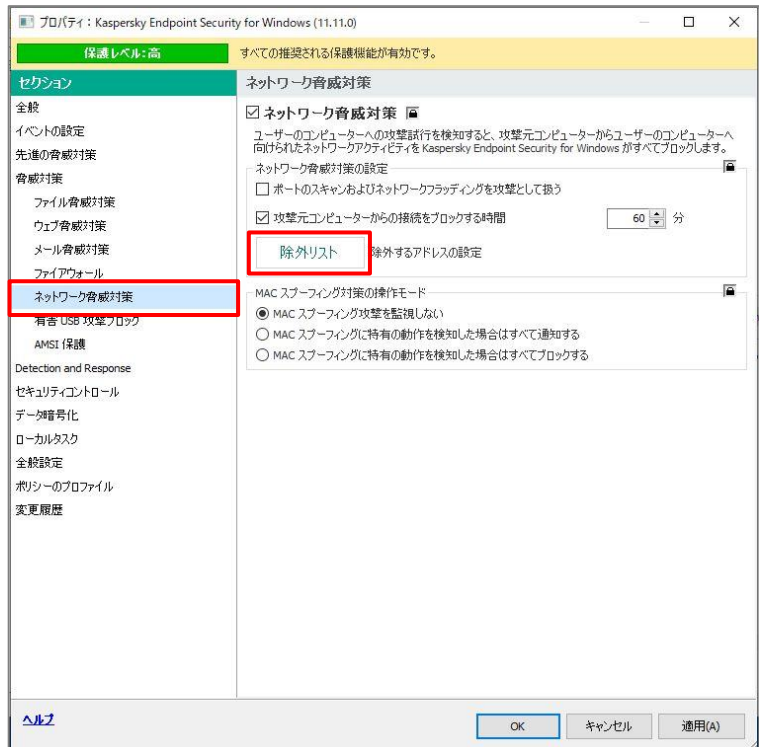 プロパティ：Kaspersky Endpoint Security for Windows (11.11.0)
保護レベル：高
すべての推奨される保護機能が有効です。
セクション
全般
イベントの設定
先進の脅威対策
脅威対策
ファイル脅威対策
ウェブ脅威対策
メール脅威対策
ファイアウォール
ネットワーク脅威対策
有害 USB 攻撃ブロック
AMSI 保護
Detection and Response
セキュリティコントロール
データ暗号化
ローカルタスク
全般設定
ポリシーのプロファイル
変更履歴
ネットワーク脅威対策
ネットワーク脅威対策
ユーザーのコンピューターへの攻撃試行を検知すると、攻撃元コンピューターからユーザーのコンピューターへ
向けられたネットワークアクティビティを Kaspersky Endpoint Security for Windows がすべてブロックします。
ネットワーク脅威対策の設定
ポートのスキャンおよびネットワークフラッディングを攻撃として扱う
攻撃元コンピューターからの接続をブロックする時間 60 分
除外リスト 除外するアドレスの設定
MAC スプーフィング対策の操作モード
MAC スプーフィング攻撃を監視しない
MAC スプーフィングに特有の動作を検知した場合はすべて通知する
MAC スプーフィングに特有の動作を検知した場合はすべてブロックする
ヘルプ
OK キャンセル 適用(A)